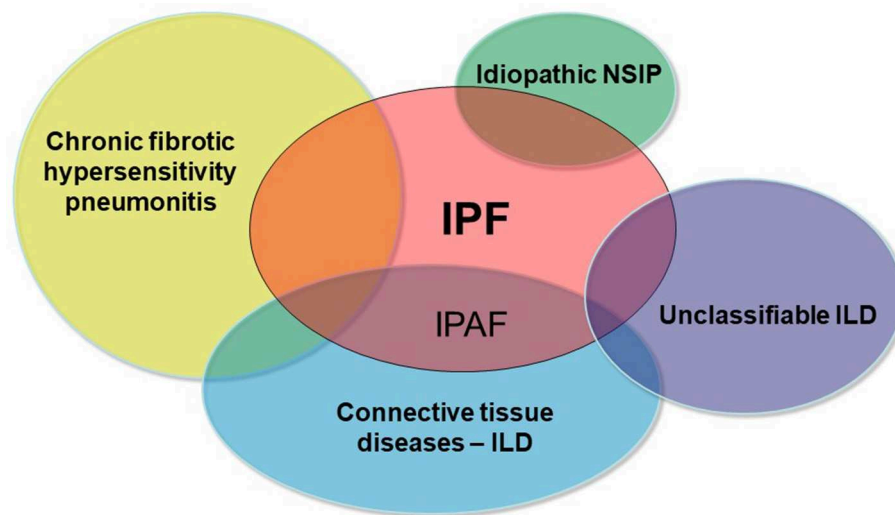 Idiopathic NSIP
Chronic fibrotic
hypersensitivity
pneumonitis
IPF
IPAF
Unclassifiable ILD
Connective tissue
diseases – ILD